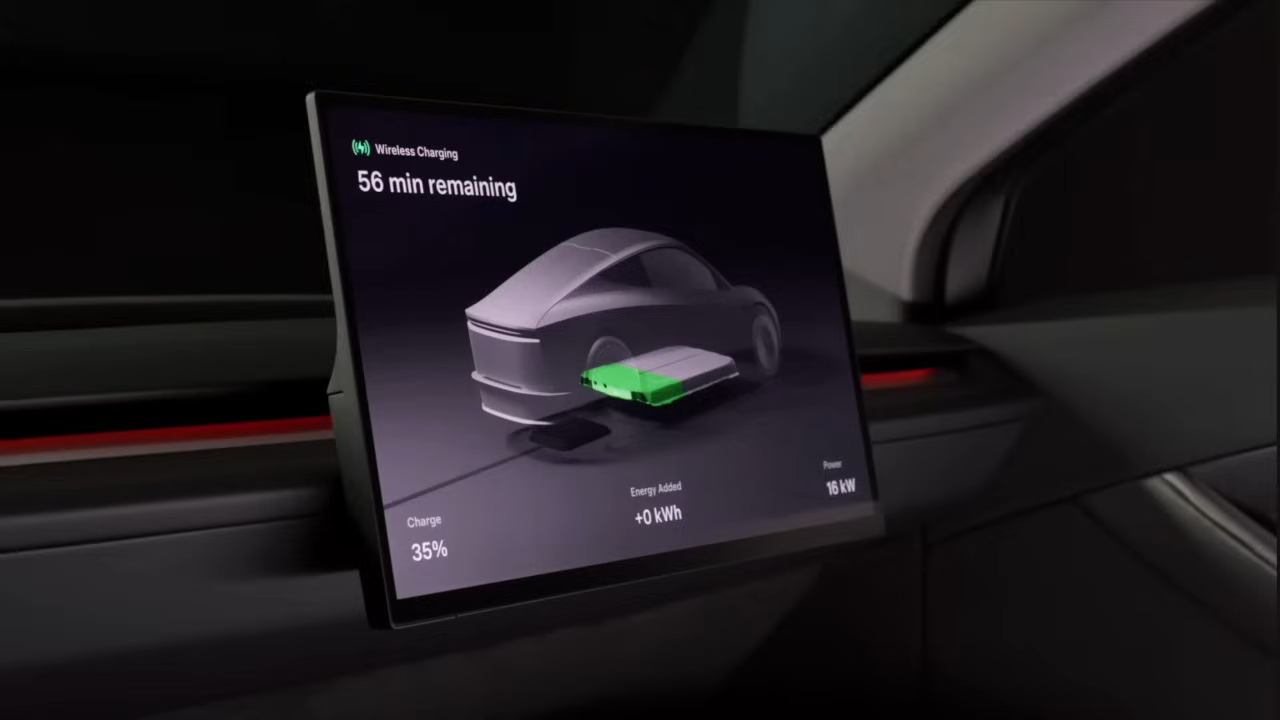 Wireless Charging
56 min remaining
Charge
35%
Energy Added
+0 kWh
Power
16 kW